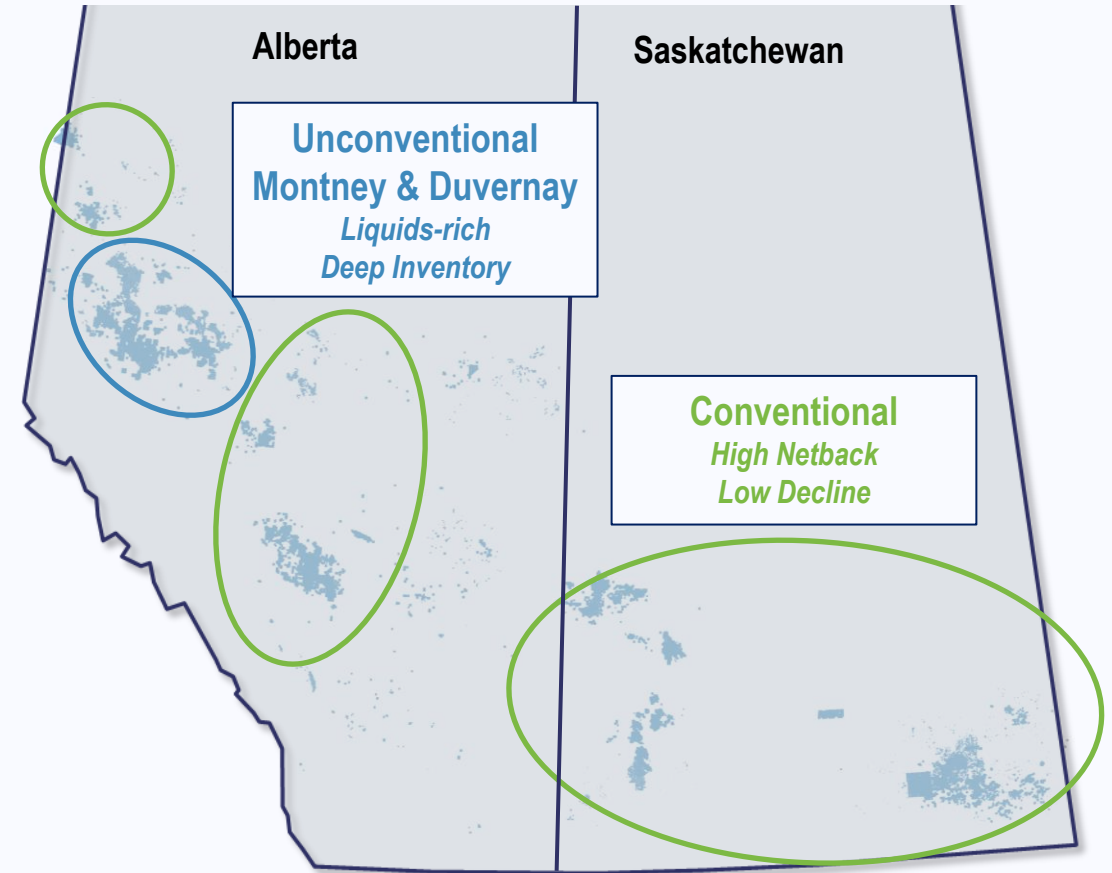 Alberta
Saskatchewan
Unconventional
Montney & Duvernay
Liquids-rich
Deep Inventory
Conventional
High Netback
Low Decline